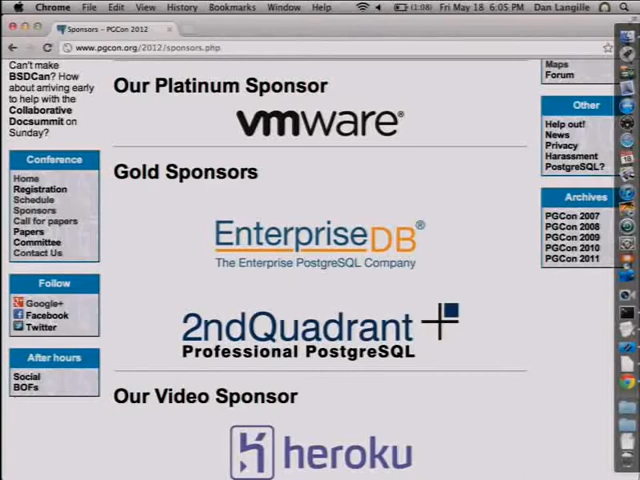 Chrome File Edit View History Bookmarks Window Help (1:08) Fri May 18 6:05 PM Dan Langille
Sponsors – PGCon 2012
www.pgcon.org/2012/sponsors.php
Can't make
BSDCan? How
about arriving early
to help with the
Collaborative
Docsummit on
Sunday?
Conference
Home
Registration
Schedule
Sponsors
Call for papers
Papers
Committee
Contact Us
Follow
Google+
Facebook
Twitter
After hours
Social
BOFs
Our Platinum Sponsor
vmware®
Gold Sponsors
EnterpriseDB®
The Enterprise PostgreSQL Company
2ndQuadrant
Professional PostgreSQL
Our Video Sponsor
heroku
Maps
Forum
Other
Help out!
News
Privacy
Harassment
PostgreSQL?
Archives
PGCon 2007
PGCon 2008
PGCon 2009
PGCon 2010
PGCon 2011
18